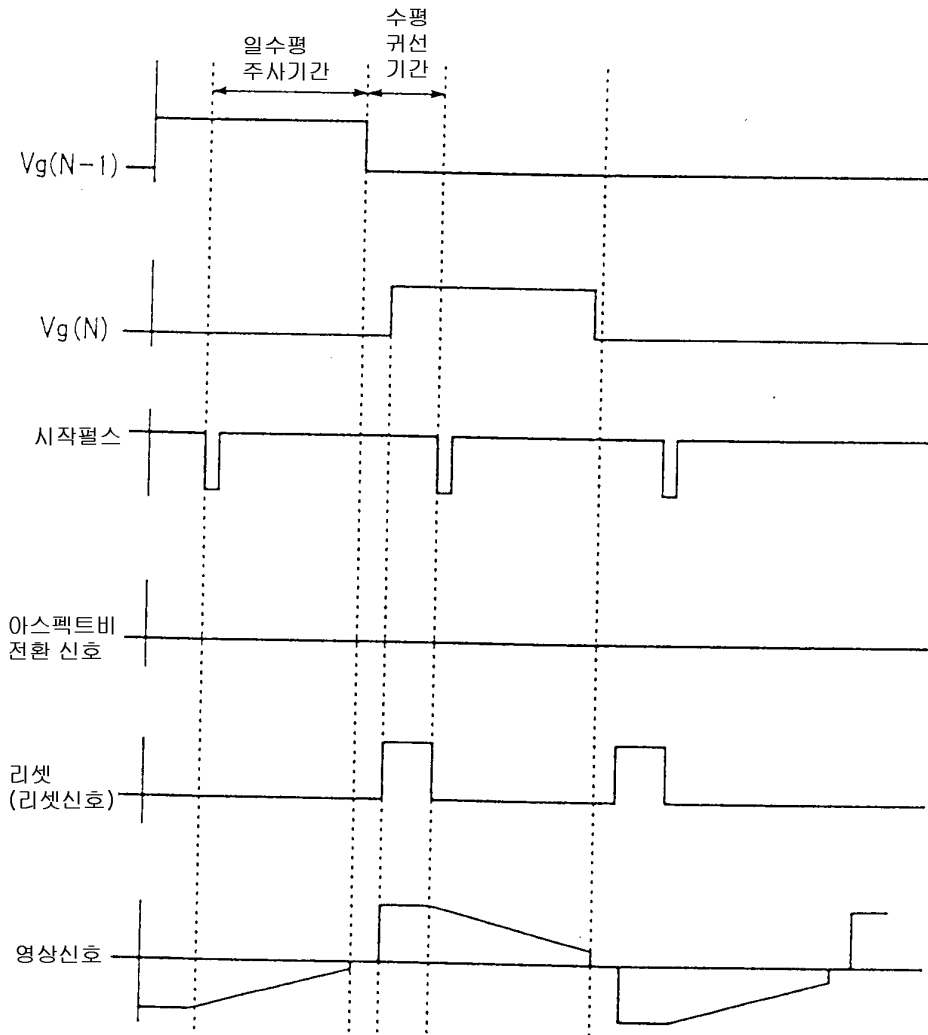 일수평
주사기간
수평
귀선
기간
Vg(N-1)
Vg(N)
시작펄스
아스펙트비
전환 신호
리셋
(리셋신호)
영상신호